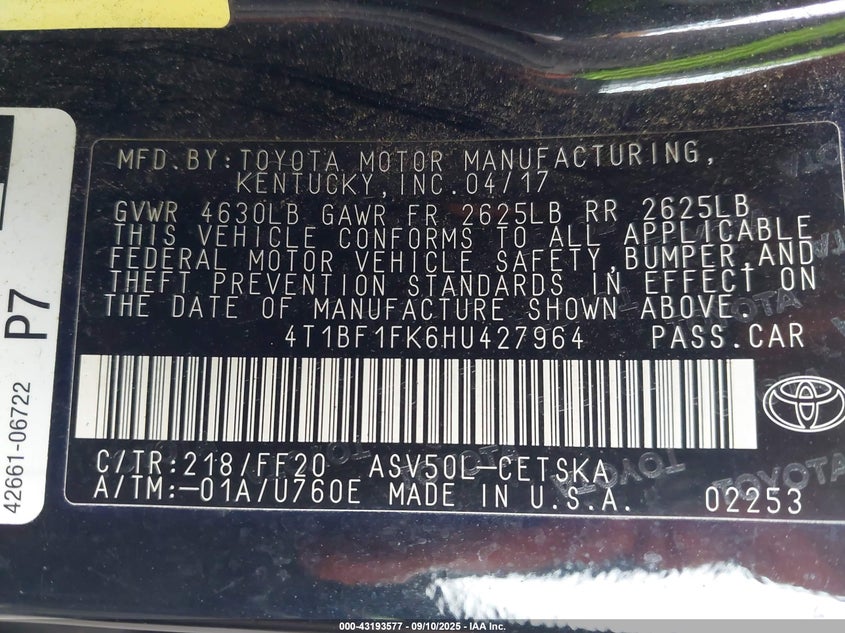 MFD.BY:TOYOTA MOTOR MANUFACTURING,
KENTUCKY,INC.04/17
GVWR 4630LB GAWR FR 2625LB RR 2625LB
THIS VEHICLE CONFORMS TO ALL APPLICABLE
FEDERAL MOTOR VEHICLE SAFETY,BUMPER,AND
THEFT PREVENTION STANDARDS IN EFFECT ON
THE DATE OF MANUFACTURE SHOWN ABOVE.
4T1BF1FK6HU427964 PASS.CAR
C/TR:218/FF20 ASV50L-CETSKA
A/TM:-01A/U760E MADE IN U.S.A. 02253
TOYOTA
TOYOTA
TOYOTA
42661-06722 P7
000-43193577 - 09/10/2025 - IAA Inc.